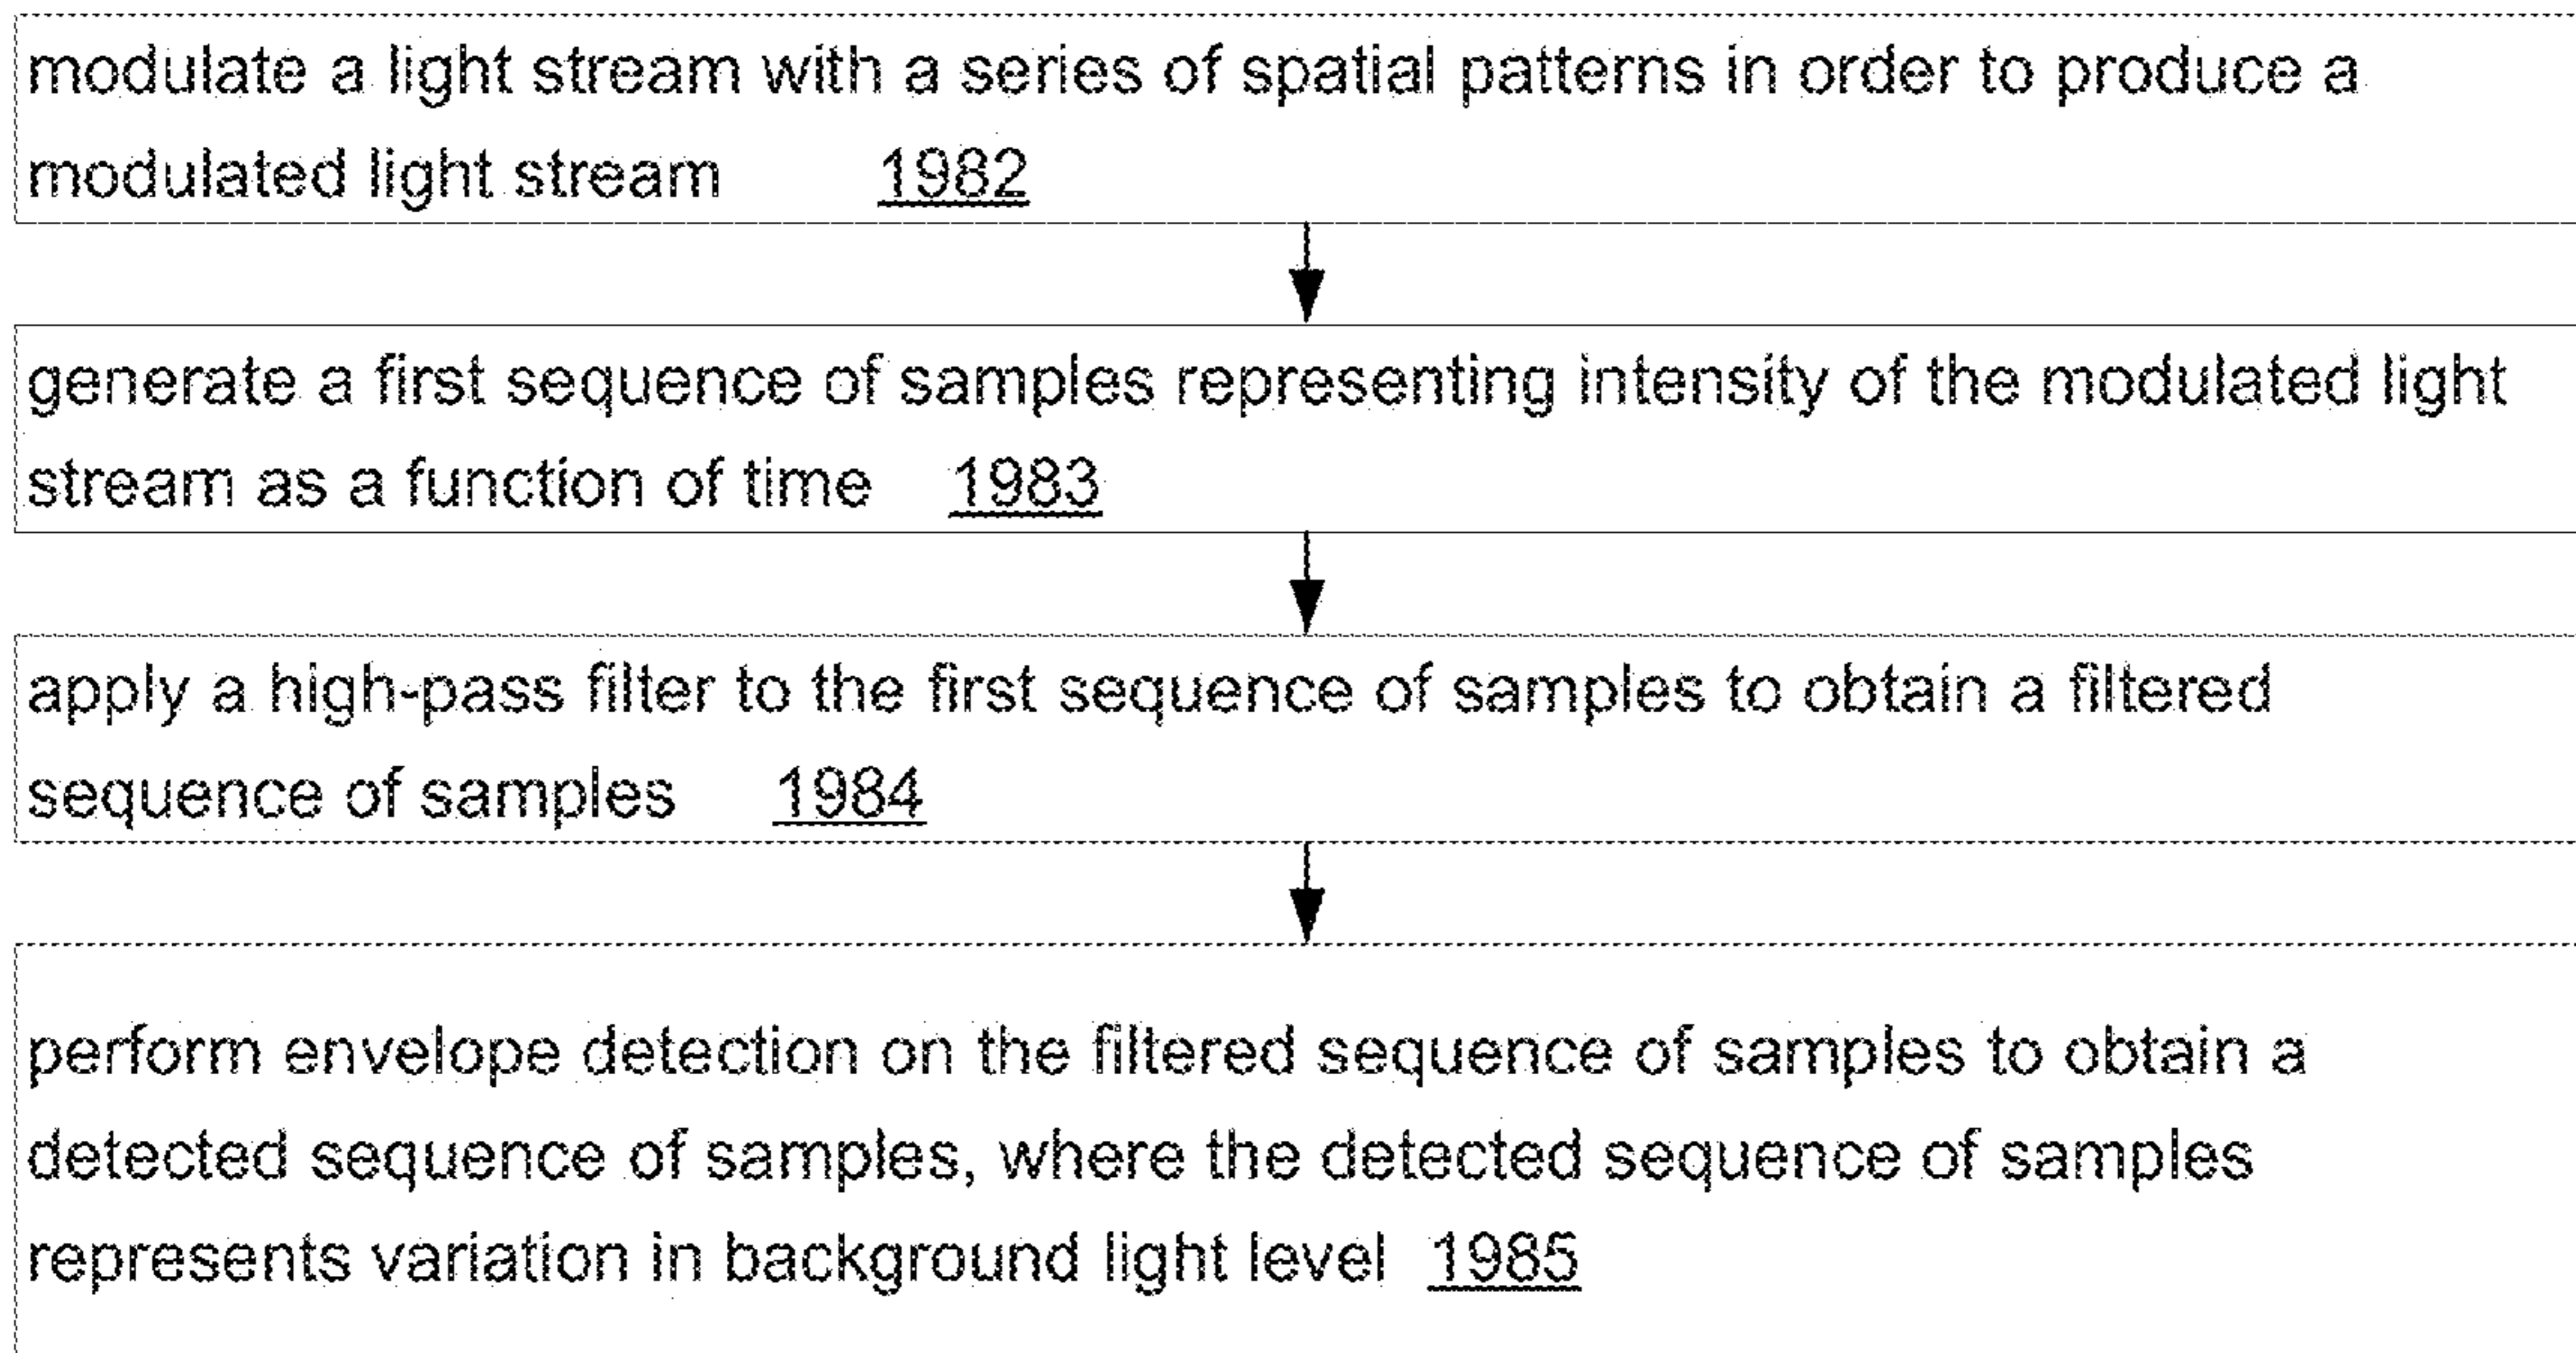 modulate a light stream with a series of spatial patterns in order to produce a
modulated light stream 1982
generate a first sequence of samples representing intensity of the modulated light
stream as a function of time 1983
apply a high-pass filter to the first sequence of samples to obtain a filtered
sequence of samples 1984
perform envelope detection on the filtered sequence of samples to obtain a
detected sequence of samples, where the detected sequence of samples
represents variation in background light level 1985